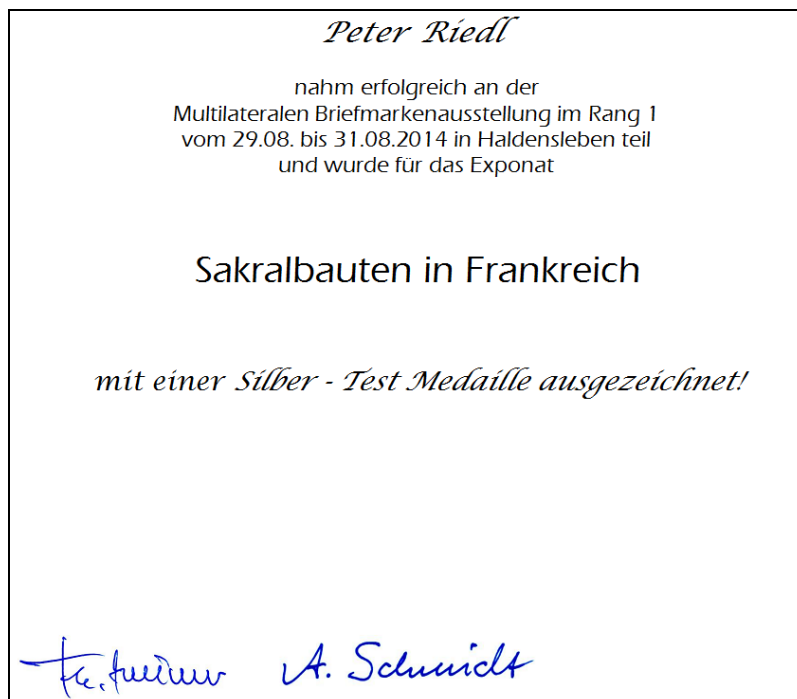 Peter Riedl
nahm erfolgreich an der
Multilateralen Briefmarkenausstellung im Rang 1
vom 29.08. bis 31.08.2014 in Haldensleben teil
und wurde für das Exponat
Sakralbauten in Frankreich
mit einer Silber - Test Medaille ausgezeichnet!
A. Schmidt